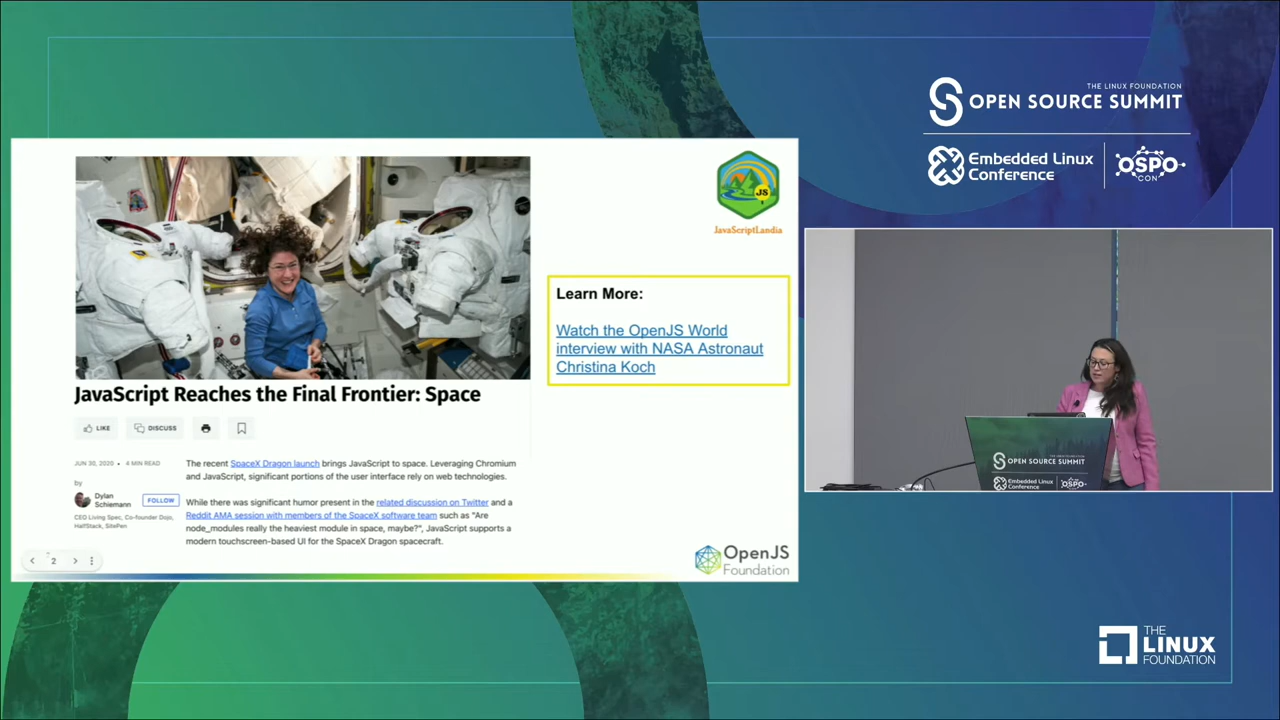 THE LINUX FOUNDATION
OPEN SOURCE SUMMIT
Embedded Linux
Conference
OSPO
CON
JS
JavaScriptLandia
Learn More:
Watch the OpenJS World
interview with NASA Astronaut
Christina Koch
JavaScript Reaches the Final Frontier: Space
LIKE
DISCUSS
JUN 30, 2020 • 4 MIN READ
by
Dylan
Schiemann
FOLLOW
CEO Living Spec, Co-founder Dojo,
HalfStack, SitePen
The recent SpaceX Dragon launch brings JavaScript to space. Leveraging Chromium
and JavaScript, significant portions of the user interface rely on web technologies.
While there was significant humor present in the related discussion on Twitter and a
Reddit AMA session with members of the SpaceX software team such as "Are
node_modules really the heaviest module in space, maybe?", JavaScript supports a
modern touchscreen-based UI for the SpaceX Dragon spacecraft.
2
OpenJS
Foundation
OPEN SOURCE SUMMIT
Embedded Linux
Conference
OSPO
THE
LINUX
FOUNDATION